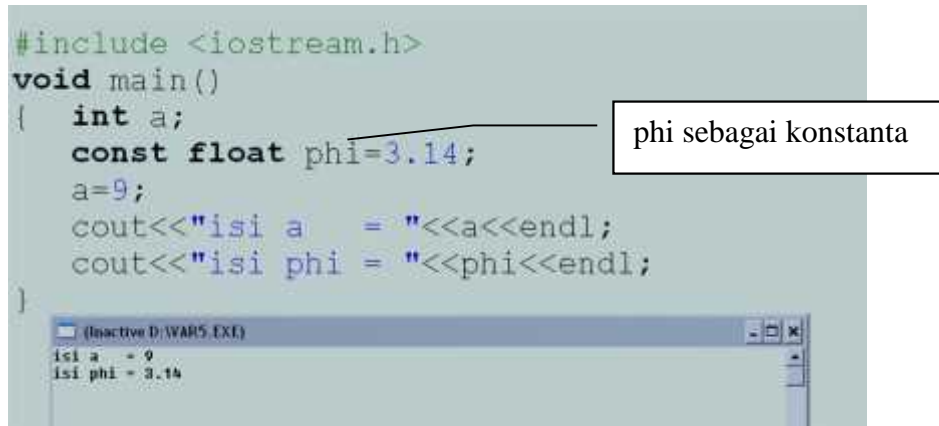 #include <iostream.h>
void main()
{   int a;
    const float phi=3.14;
phi sebagai konstanta
    a=9;
    cout<<"isi a   = "<<a<<endl;
    cout<<"isi phi = "<<phi<<endl;
}
(Inactive D:\WAR5.EXE)
isi a   = 9
isi phi = 3.14